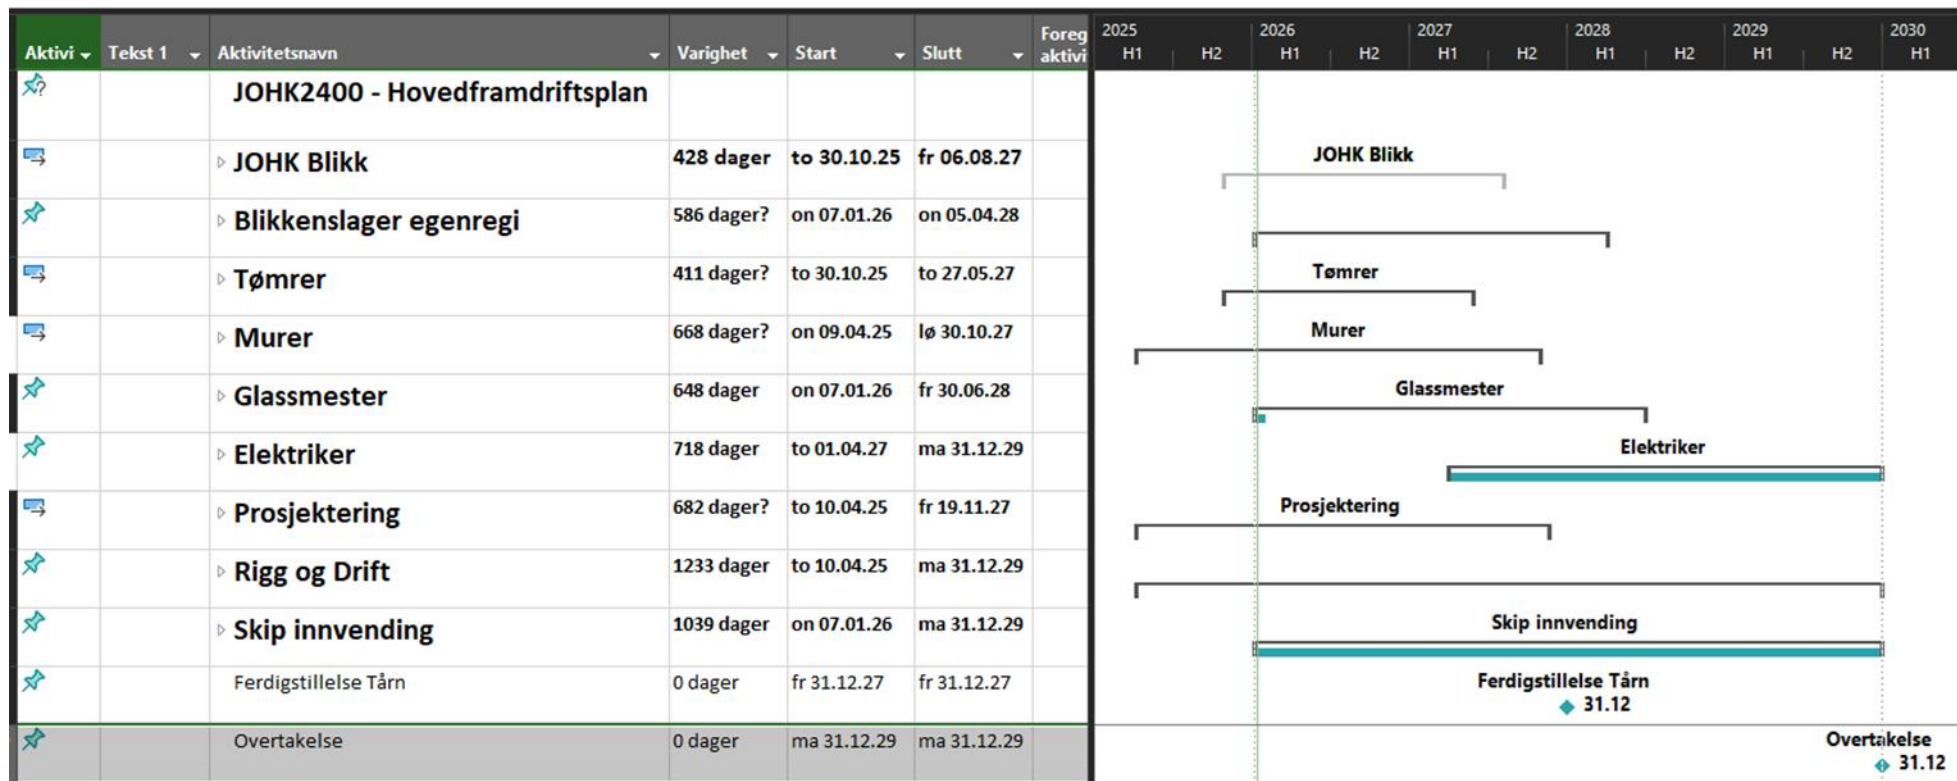 Aktivi Tekst 1 Aktivitetsnavn Varighet Start Slutt Foreg aktivi
2025 2026 2027 2028 2029 2030
H1 H2 H1 H2 H1 H2 H1 H2 H1 H2 H1
JOHK2400 - Hovedframdriftsplan
JOHK Blikk 428 dager to 30.10.25 fr 06.08.27 JOHK Blikk
Blikkenslager egenregi 586 dager? on 07.01.26 on 05.04.28
Tømrer 411 dager? to 30.10.25 to 27.05.27 Tømrer
Murer 668 dager? on 09.04.25 lø 30.10.27 Murer
Glassmester 648 dager on 07.01.26 fr 30.06.28 Glassmester
Elektriker 718 dager to 01.04.27 ma 31.12.29 Elektriker
Prosjektering 682 dager? to 10.04.25 fr 19.11.27 Prosjektering
Rigg og Drift 1233 dager to 10.04.25 ma 31.12.29
Skip innvending 1039 dager on 07.01.26 ma 31.12.29 Skip innvending
Ferdigstillelse Tårn 0 dager fr 31.12.27 fr 31.12.27 Ferdigstillelse Tårn
31.12
Overtakelse 0 dager ma 31.12.29 ma 31.12.29 Overtakelse
31.12